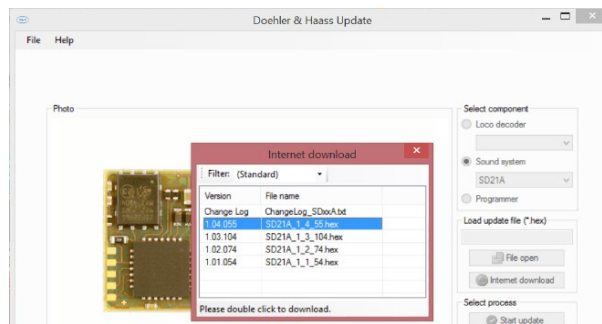 Doehler & Haass Update
File Help
Photo
Select component
Loco decoder
Sound system
SD21A
Programmer
Load update file (*.hex)
File open
Internet download
Select process
Start update
Internet download
Filter: (Standard)
Version File name
Change Log ChangeLog_SDxxA.txt
1.04.055 SD21A_1_4_55.hex
1.03.104 SD21A_1_3_104.hex
1.02.074 SD21A_1_2_74.hex
1.01.054 SD21A_1_1_54.hex
Please double click to download.